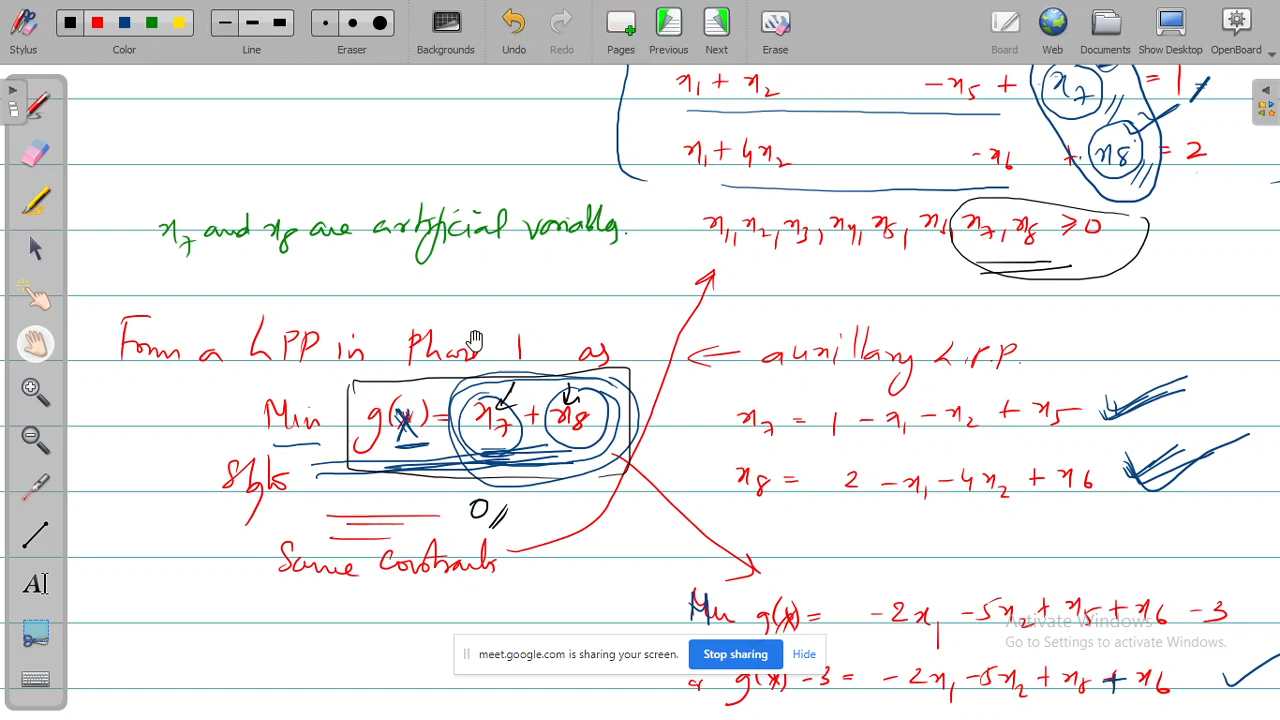 Stylus Color Line Eraser Backgrounds Undo Redo Pages Previous Next Erase Board Web Documents Show Desktop OpenBoard
x1 + x2 -x5 + x7 = 1
x1 + 4x2 -x6 + x8 = 2
x7 and x8 are artificial variables.
x1, x2, x3, x4, x8, x5, x7, x8 ≥ 0
Form a LPP in Phase 1 as ← auxillary L.P.P.
Min g(x) = x7 + x8
x7 = 1 - x1 - x2 + x5
x8 = 2 - x1 - 4x2 + x6
0
Same constraints
Min g(x) = -2x1 - 5x2 + x5 + x6 - 3
Activate Windows
Go to Settings to activate Windows.
meet.google.com is sharing your screen. Stop sharing Hide
or g(x) - 3 = -2x1 - 5x2 + x8 + x6